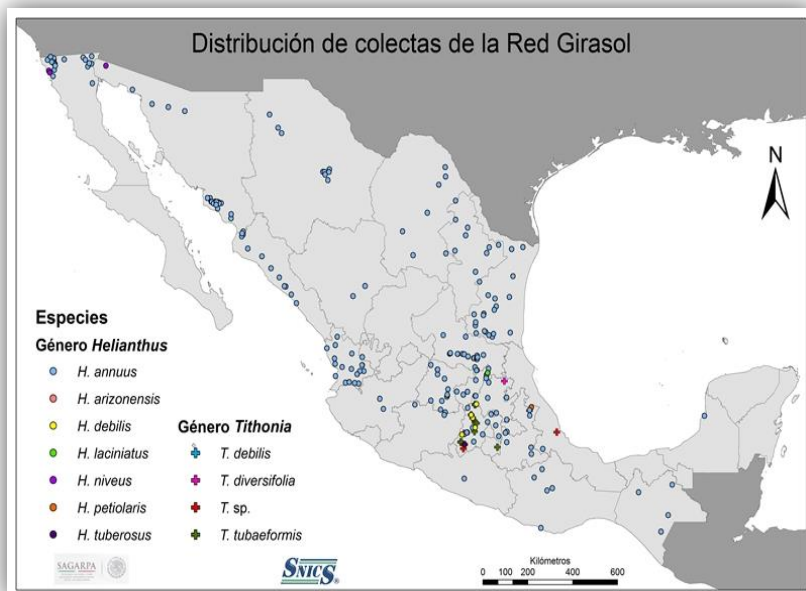 Distribución de colectas de la Red Girasol
N
Especies
Género Helianthus
H. annuus
H. arizonensis
H. debilis
H. laciniatus
H. niveus
H. petiolaris
H. tuberosus
Género Tithonia
T. debilis
T. diversifolia
T. sp.
T. tubaeformis
SAGARPA
SNICS
Kilómetros
0 100 200 400 600